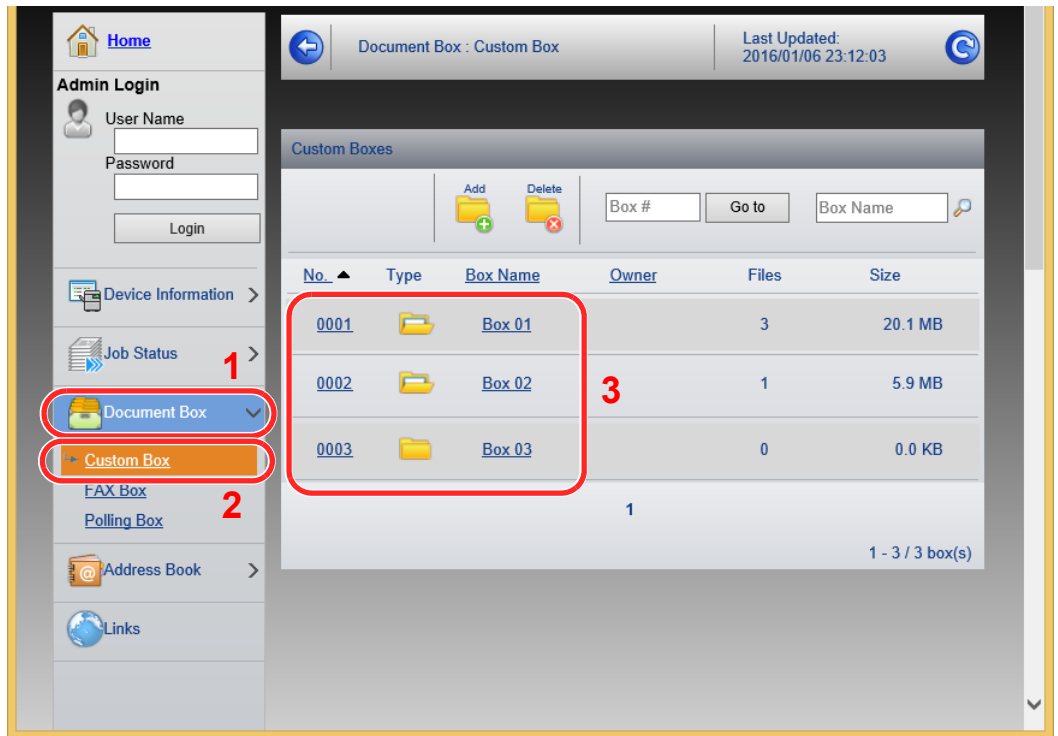 Home
Document Box : Custom Box
Last Updated:
2016/01/06 23:12:03
Admin Login
User Name
Password
Login
Custom Boxes
Add
Delete
Box #
Go to
Box Name
No. Type Box Name Owner Files Size
0001 Box 01 3 20.1 MB
0002 Box 02 1 5.9 MB
0003 Box 03 0 0.0 KB
1
1 - 3 / 3 box(s)
Device Information
Job Status
1
Document Box
Custom Box
2
FAX Box
Polling Box
Address Book
Links
3